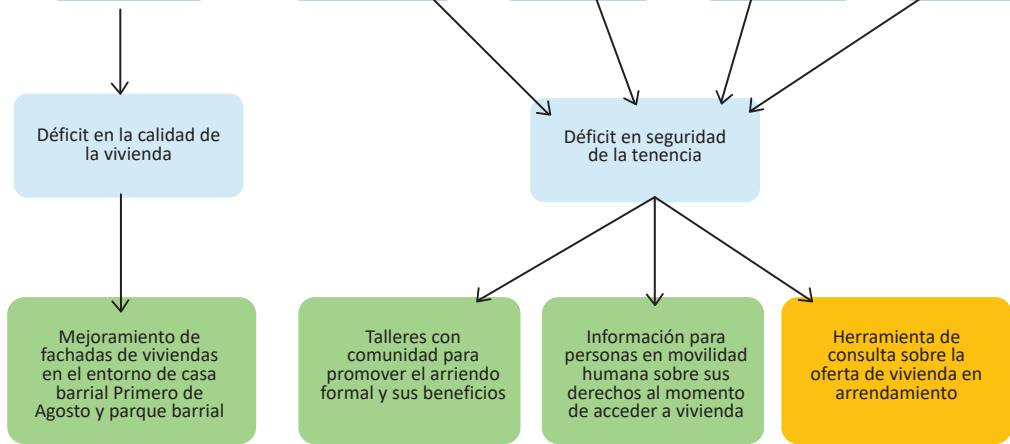 Déficit en la calidad de
la vivienda
Déficit en seguridad
de la tenencia
Mejoramiento de
fachadas de viviendas
en el entorno de casa
barrial Primero de
Agosto y parque barrial
Talleres con
comunidad para
promover el arriendo
formal y sus beneficios
Información para
personas en movilidad
humana sobre sus
derechos al momento
de acceder a vivienda
Herramienta de
consulta sobre la
oferta de vivienda en
arrendamiento